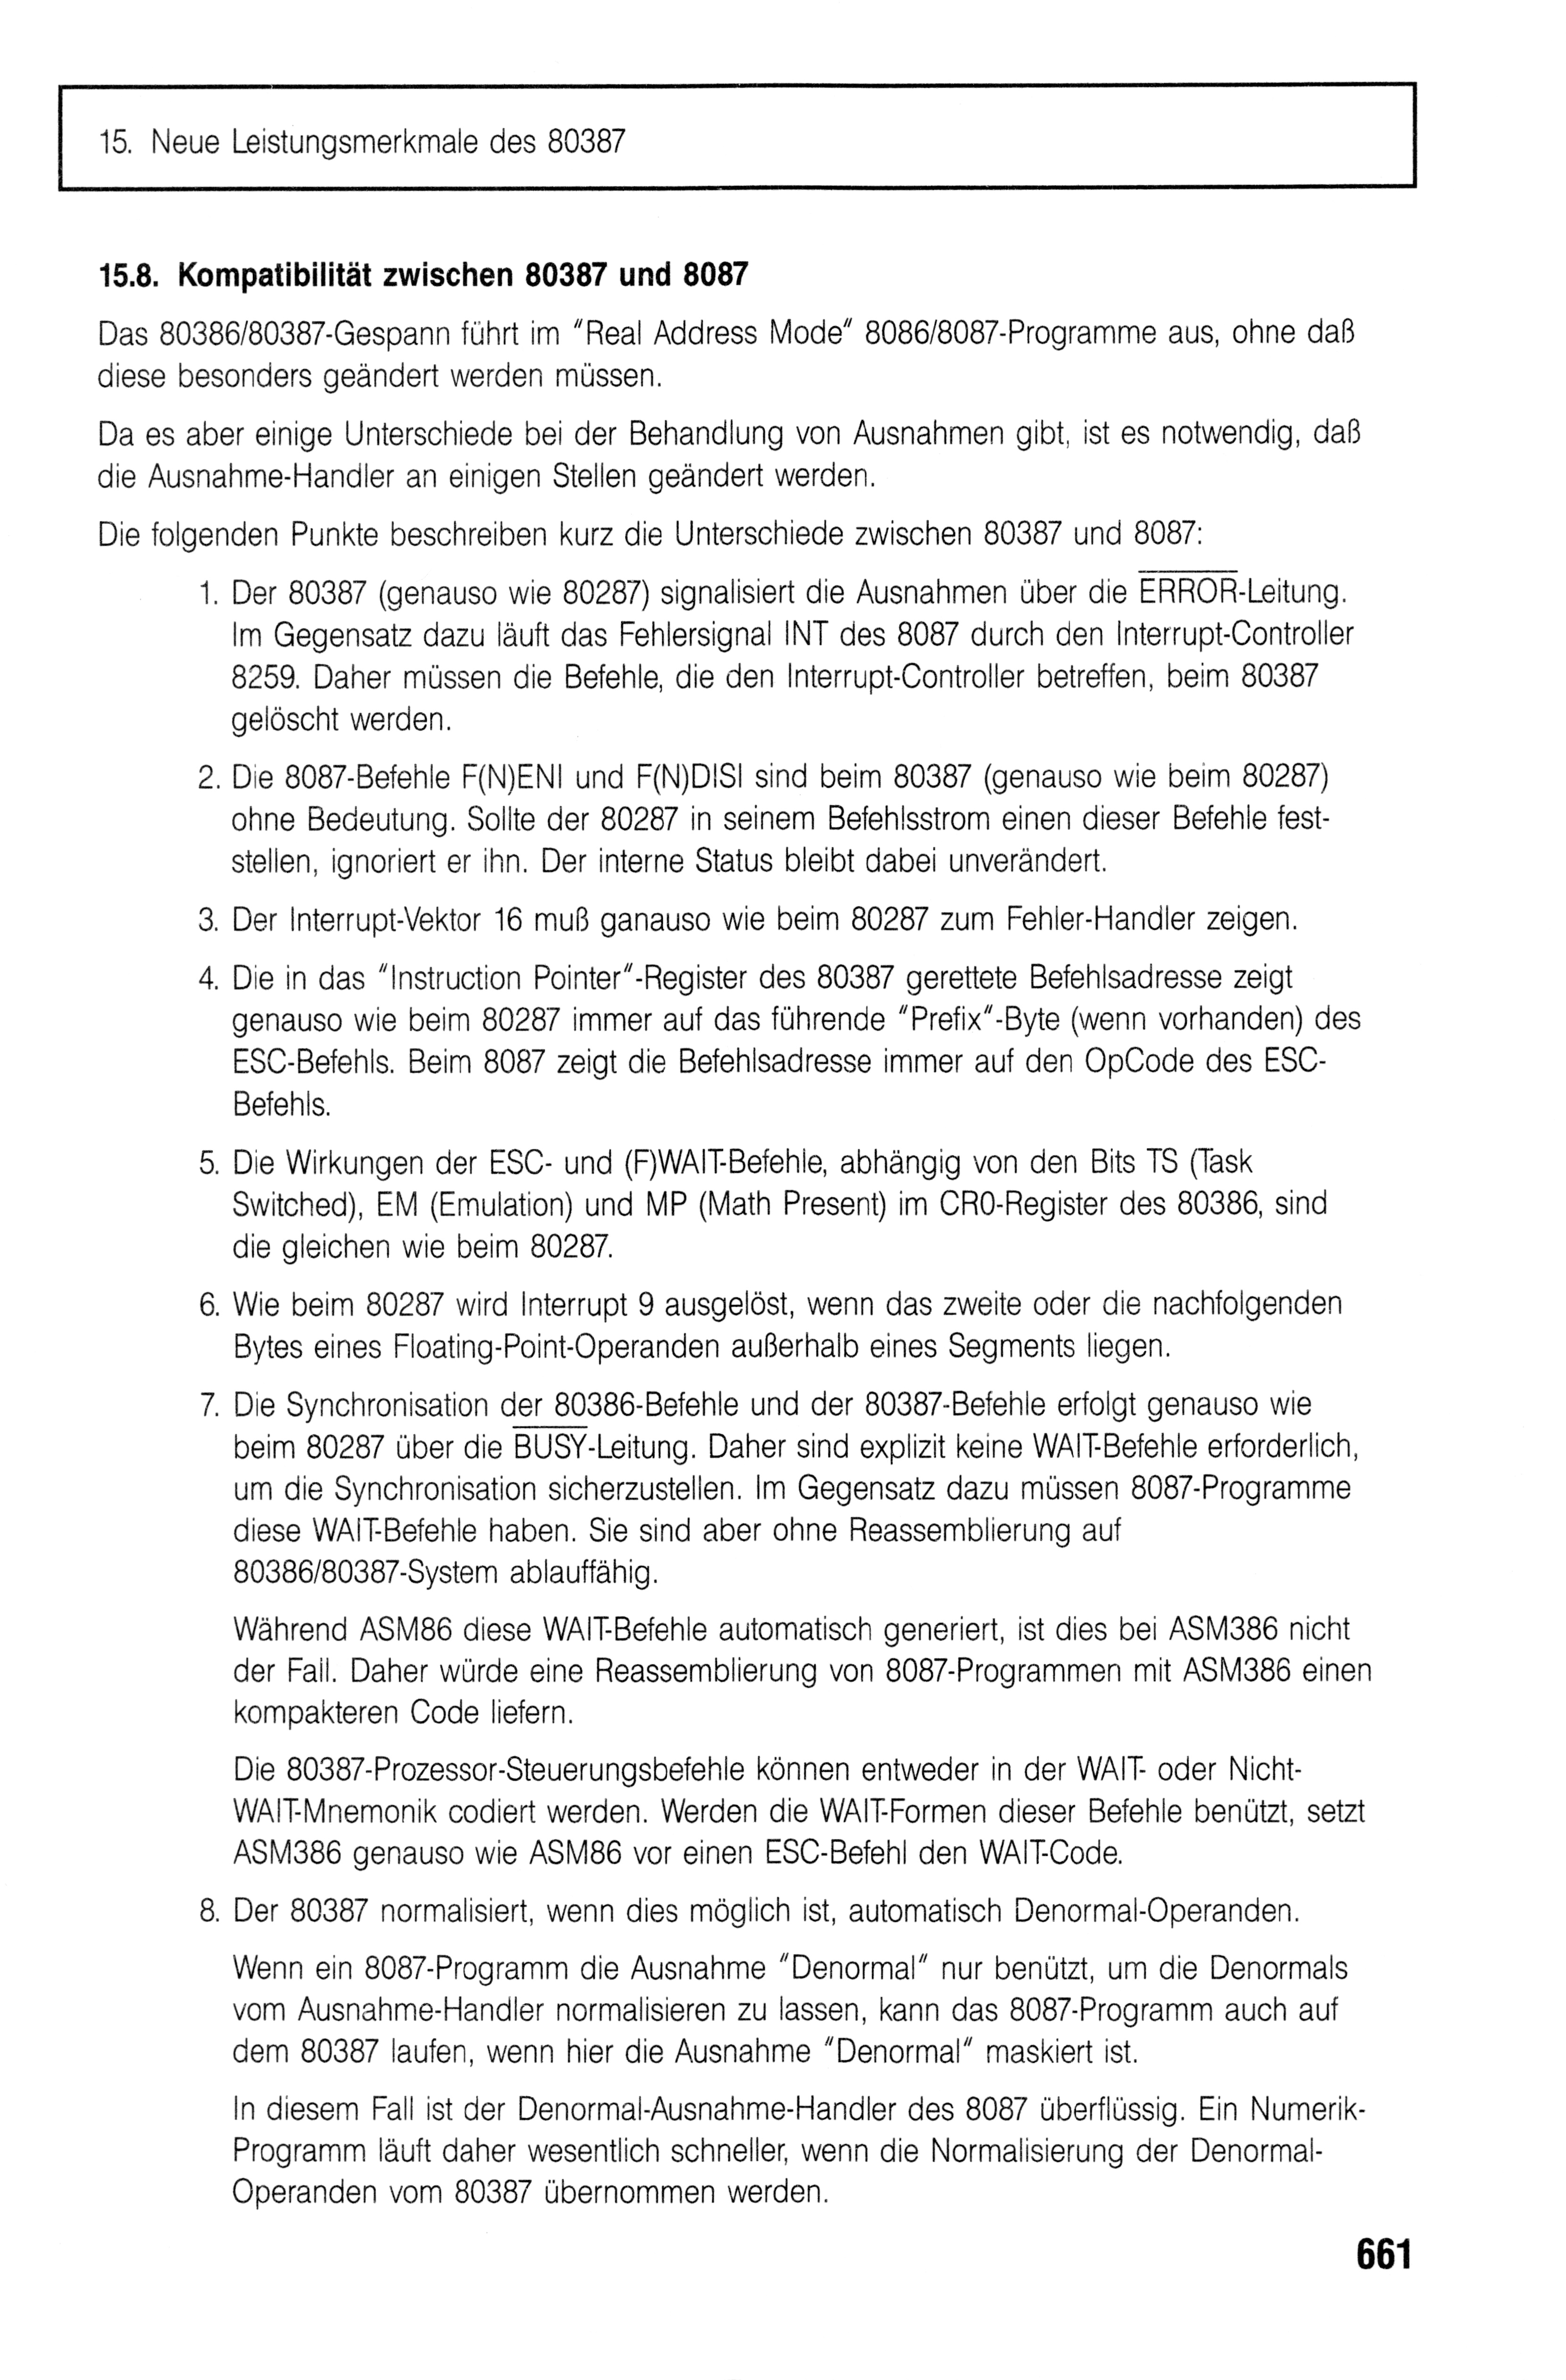 15. Neue Leistungsmerkmale des 80387
15.8. Kompatibilität zwischen 80387 und 8087
Das 80386/80387-Gespann führt im "Real Address Mode" 8086/8087-Programme aus, ohne daß
diese besonders geändert werden müssen.
Da es aber einige Unterschiede bei der Behandlung von Ausnahmen gibt, ist es notwendig, daß
die Ausnahme-Handler an einigen Stellen geändert werden.
Die folgenden Punkte beschreiben kurz die Unterschiede zwischen 80387 und 8087:
1. Der 80387 (genauso wie 80287) signalisiert die Ausnahmen über die ERROR-Leitung.
Im Gegensatz dazu läuft das Fehlersignal INT des 8087 durch den Interrupt-Controller
8259. Daher müssen die Befehle, die den Interrupt-Controller betreffen, beim 80387
gelöscht werden.
2. Die 8087-Befehle F(N)ENI und F(N)DISI sind beim 80387 (genauso wie beim 80287)
ohne Bedeutung. Sollte der 80287 in seinem Befehlsstrom einen dieser Befehle fest-
stellen, ignoriert er ihn. Der interne Status bleibt dabei unverändert.
3. Der Interrupt-Vektor 16 muß ganauso wie beim 80287 zum Fehler-Handler zeigen.
4. Die in das "Instruction Pointer"-Register des 80387 gerettete Befehlsadresse zeigt
genauso wie beim 80287 immer auf das führende "Prefix"-Byte (wenn vorhanden) des
ESC-Befehls. Beim 8087 zeigt die Befehlsadresse immer auf den OpCode des ESC-
Befehls.
5. Die Wirkungen der ESC- und (F)WAIT-Befehle, abhängig von den Bits TS (Task
Switched), EM (Emulation) und MP (Math Present) im CR0-Register des 80386, sind
die gleichen wie beim 80287.
6. Wie beim 80287 wird Interrupt 9 ausgelöst, wenn das zweite oder die nachfolgenden
Bytes eines Floating-Point-Operanden außerhalb eines Segments liegen.
7. Die Synchronisation der 80386-Befehle und der 80387-Befehle erfolgt genauso wie
beim 80287 über die BUSY-Leitung. Daher sind explizit keine WAIT-Befehle erforderlich,
um die Synchronisation sicherzustellen. Im Gegensatz dazu müssen 8087-Programme
diese WAIT-Befehle haben. Sie sind aber ohne Reassemblierung auf
80386/80387-System ablauffähig.
Während ASM86 diese WAIT-Befehle automatisch generiert, ist dies bei ASM386 nicht
der Fall. Daher würde eine Reassemblierung von 8087-Programmen mit ASM386 einen
kompakteren Code liefern.
Die 80387-Prozessor-Steuerungsbefehle können entweder in der WAIT- oder Nicht-
WAIT-Mnemonik codiert werden. Werden die WAIT-Formen dieser Befehle benützt, setzt
ASM386 genauso wie ASM86 vor einen ESC-Befehl den WAIT-Code.
8. Der 80387 normalisiert, wenn dies möglich ist, automatisch Denormal-Operanden.
Wenn ein 8087-Programm die Ausnahme "Denormal" nur benützt, um die Denormals
vom Ausnahme-Handler normalisieren zu lassen, kann das 8087-Programm auch auf
dem 80387 laufen, wenn hier die Ausnahme "Denormal" maskiert ist.
In diesem Fall ist der Denormal-Ausnahme-Handler des 8087 überflüssig. Ein Numerik-
Programm läuft daher wesentlich schneller, wenn die Normalisierung der Denormal-
Operanden vom 80387 übernommen werden.
661